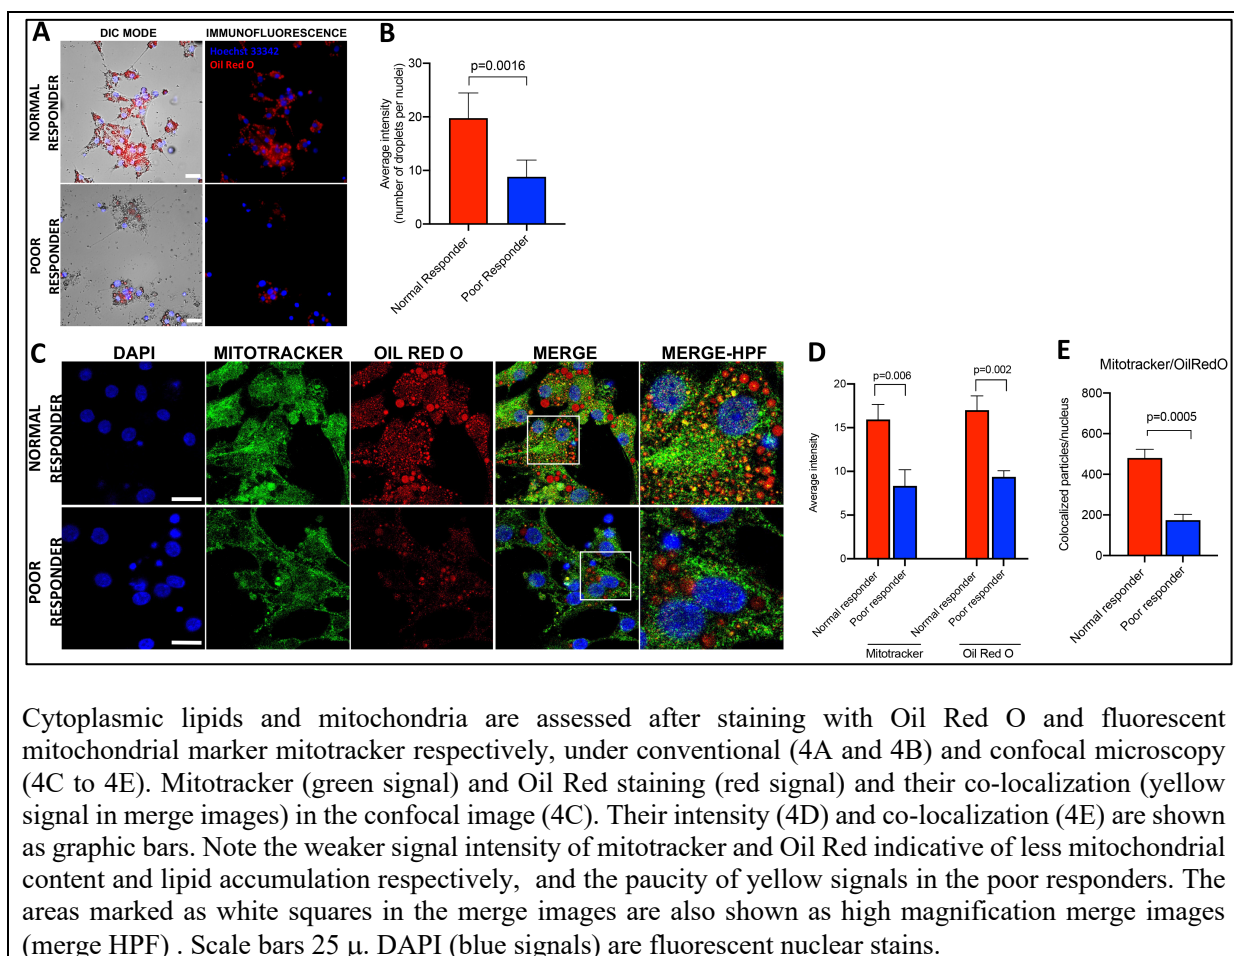 A
DIC MODE
IMMUNOFLUORESCENCE
Hoechst 33342
Oil Red O
NORMAL
RESPONDER
POOR
RESPONDER
B
p=0.0016
30
20
10
0
Average intensity
(number of droplets per nuclei)
Normal Responder
Poor Responder
C
DAPI
MITOTRACKER
OIL RED O
MERGE
MERGE-HPF
NORMAL
RESPONDER
POOR
RESPONDER
D
p=0.006
p=0.002
20
15
10
5
0
Average intensity
Normal responder
Poor responder
Normal responder
Poor responder
Mitotracker
Oil Red O
E
Mitotracker/OilRedO
p=0.0005
800
600
400
200
0
Colocalized particles/nucleus
Normal responder
Poor responder
Cytoplasmic lipids and mitochondria are assessed after staining with Oil Red O and fluorescent
mitochondrial marker mitotracker respectively, under conventional (4A and 4B) and confocal microscopy
(4C to 4E). Mitotracker (green signal) and Oil Red staining (red signal) and their co-localization (yellow
signal in merge images) in the confocal image (4C). Their intensity (4D) and co-localization (4E) are shown
as graphic bars. Note the weaker signal intensity of mitotracker and Oil Red indicative of less mitochondrial
content and lipid accumulation respectively, and the paucity of yellow signals in the poor responders. The
areas marked as white squares in the merge images are also shown as high magnification merge images
(merge HPF) . Scale bars 25 μ. DAPI (blue signals) are fluorescent nuclear stains.